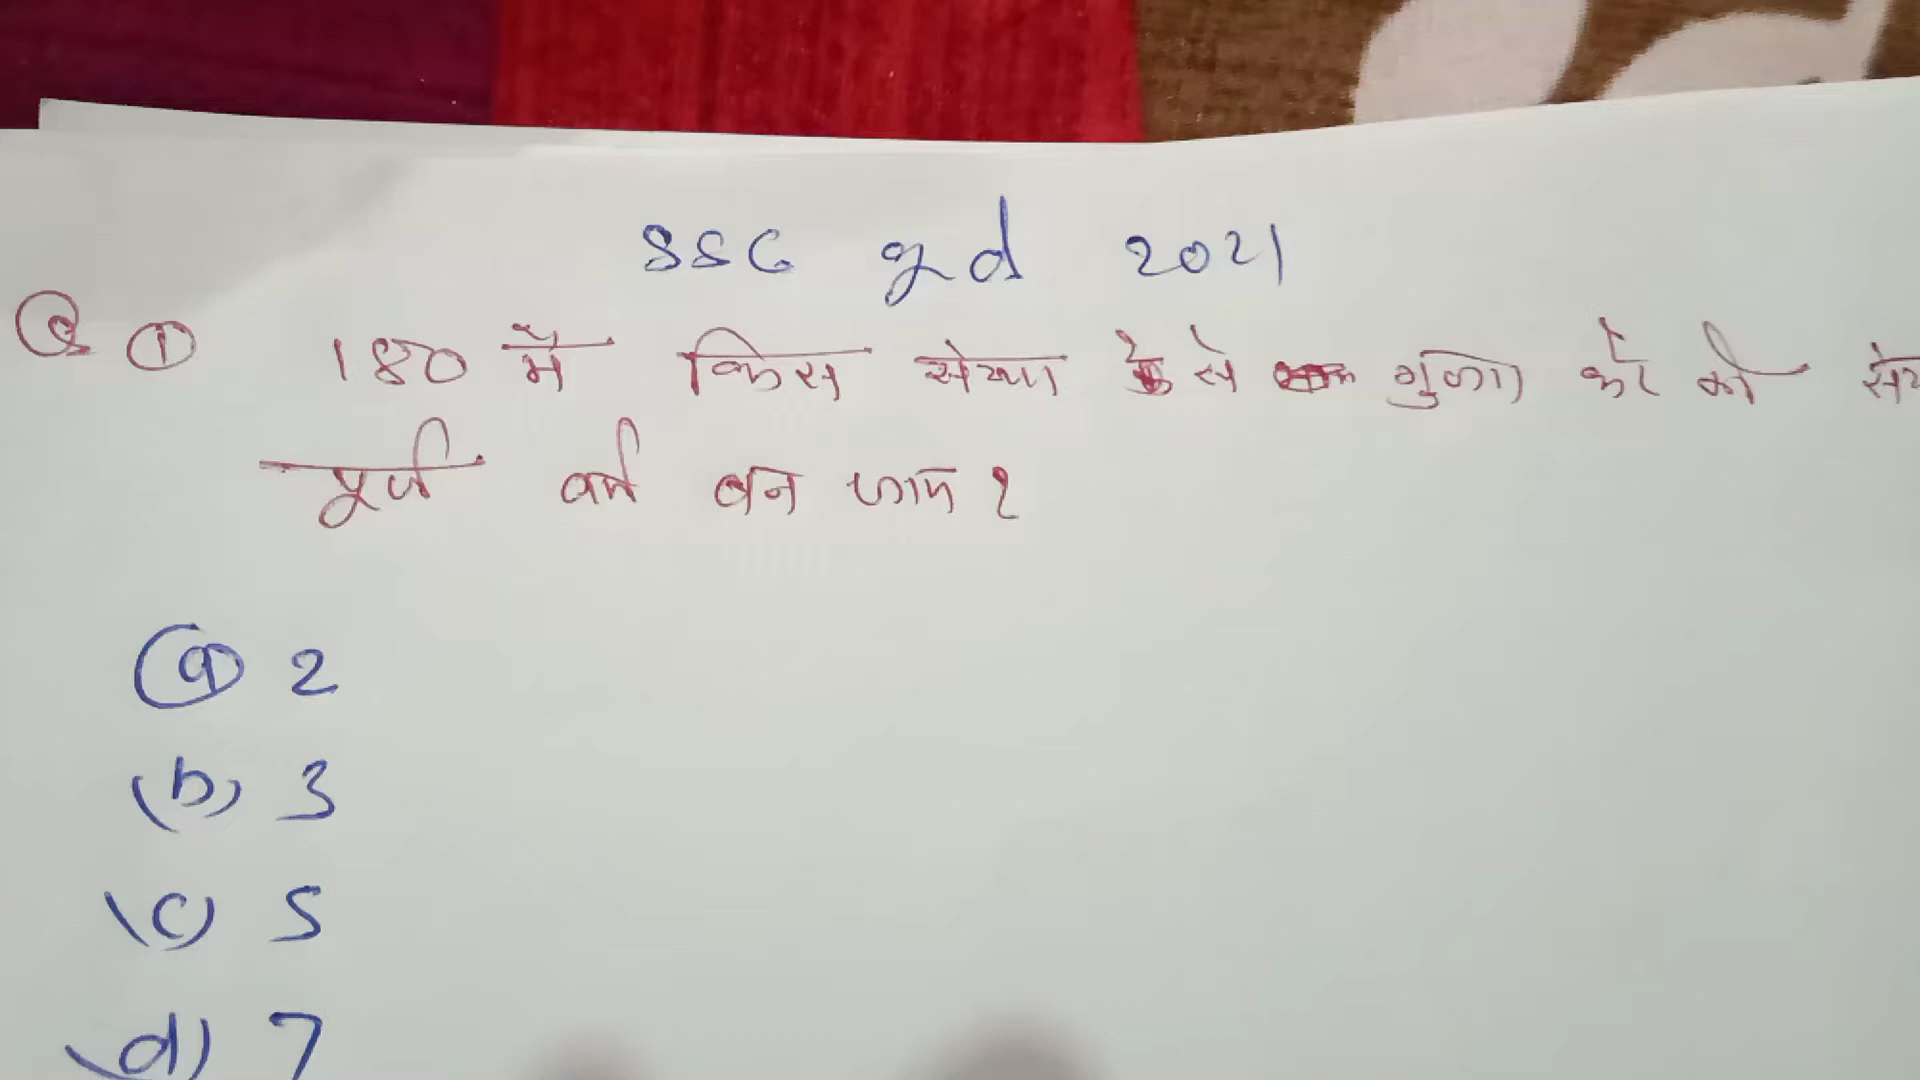 SSC gd 2021
Q ① 180 में किस संख्या से गुणा करें की
पूर्ण वर्ग बन जाए ?
(a) 2
(b) 3
(c) 5
(d) 7